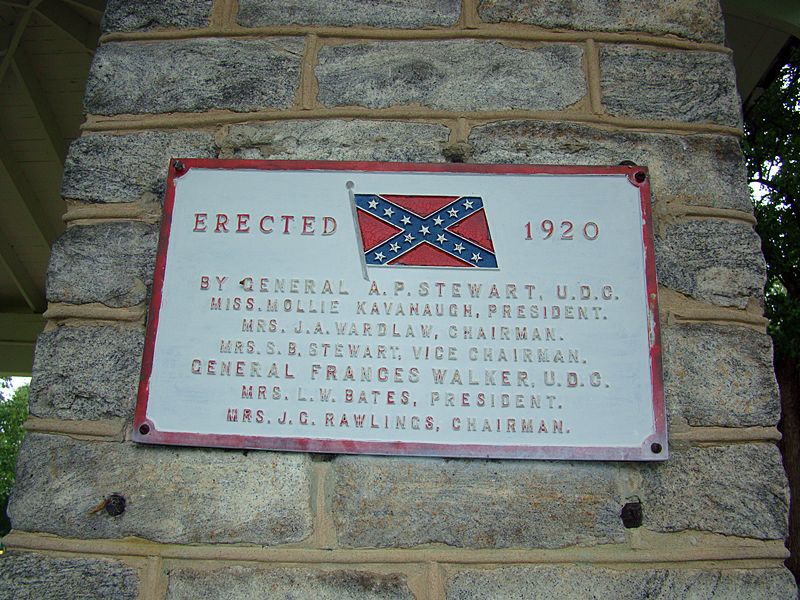 ERECTED 1920
BY GENERAL A.P. STEWART, U.D.C.
MISS. MOLLIE KAVANAUGH, PRESIDENT.
MRS. J.A. WARDLAW, CHAIRMAN.
MRS. S.B. STEWART, VICE CHAIRMAN.
GENERAL FRANCES WALKER, U.D.C.
MRS. L.W. BATES, PRESIDENT.
MRS. J.G. RAWLINGS, CHAIRMAN.